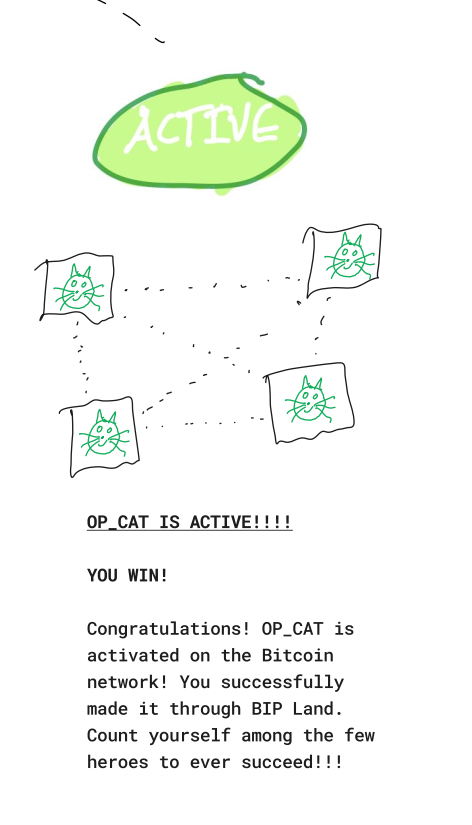 ACTIVE
OP_CAT IS ACTIVE!!!!
YOU WIN!
Congratulations! OP_CAT is
activated on the Bitcoin
network! You successfully
made it through BIP Land.
Count yourself among the few
heroes to ever succeed!!!